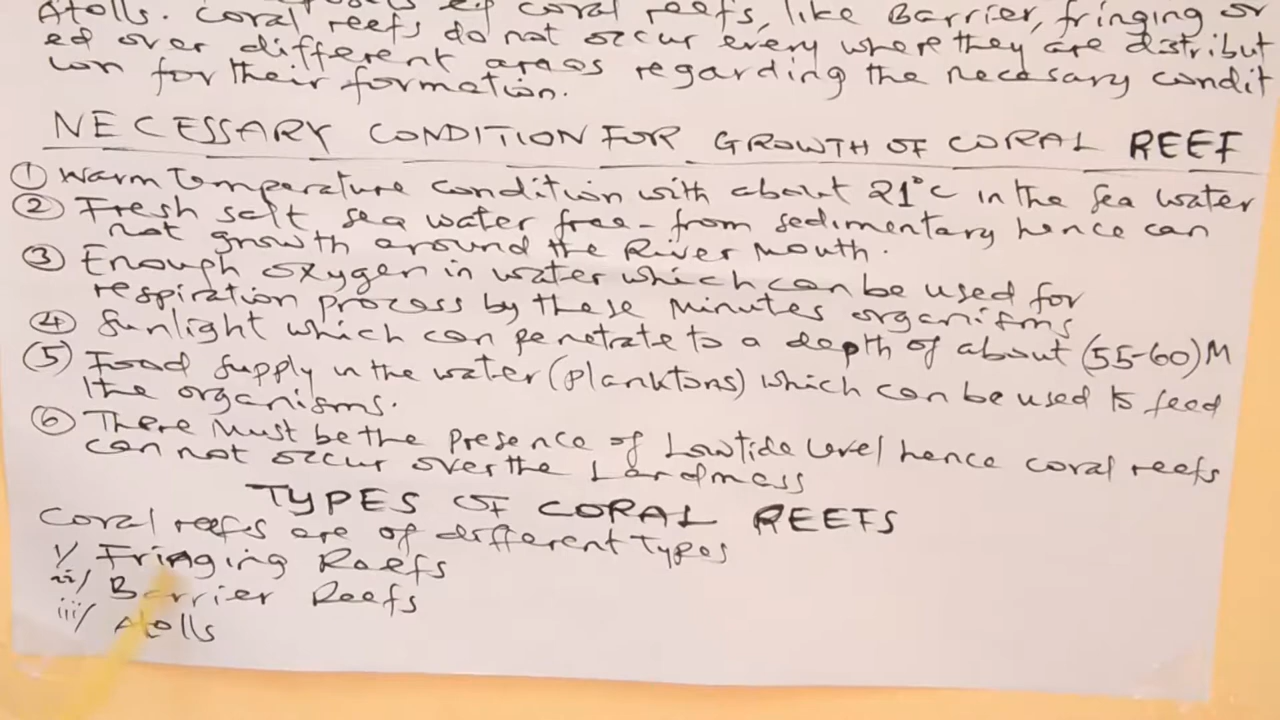 Atolls. Coral reefs, like Barrier, fringing or
coral reefs do not occur every where they are distribut
ed over different areas regarding the necessary condit
ion for their formation.
NECESSARY CONDITION FOR GROWTH OF CORAL REEF
① Warm temperature condition with about 21°c in the sea water
② Fresh salt sea water free-from sedimentary hence can
not growth around the River mouth.
③ Enough oxygen in water which can be used for
respiration process by these minutes organisms
④ Sunlight which can penetrate to a depth of about (55-60)M
⑤ Food supply in the water (planktons) which can be used to feed
the organisms.
⑥ There Must be the presence of Lowtide level hence coral reefs
can not occur over the Landmass
TYPES OF CORAL REETS
Coral reefs are of different Types
i/ Fringing Reefs
ii/ Barrier Reefs
iii/ Atolls